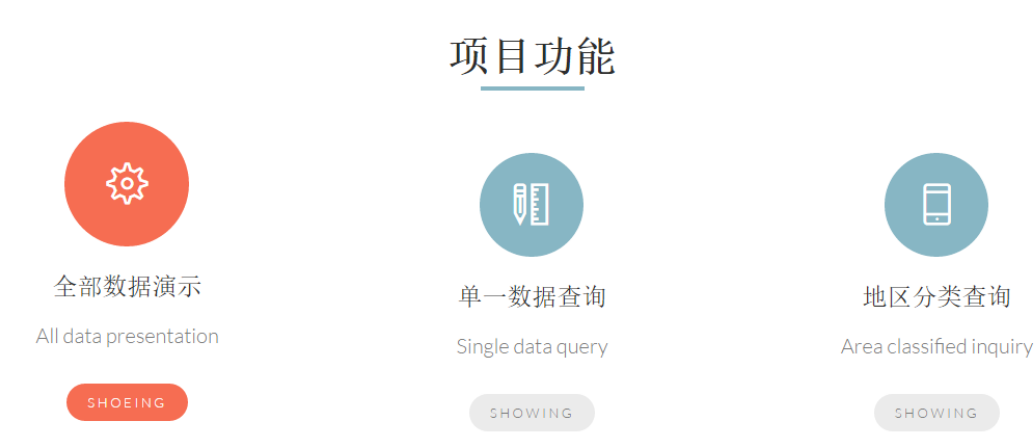 项目功能
全部数据演示
All data presentation
SHOEING
单一数据查询
Single data query
SHOWING
地区分类查询
Area classified inquiry
SHOWING